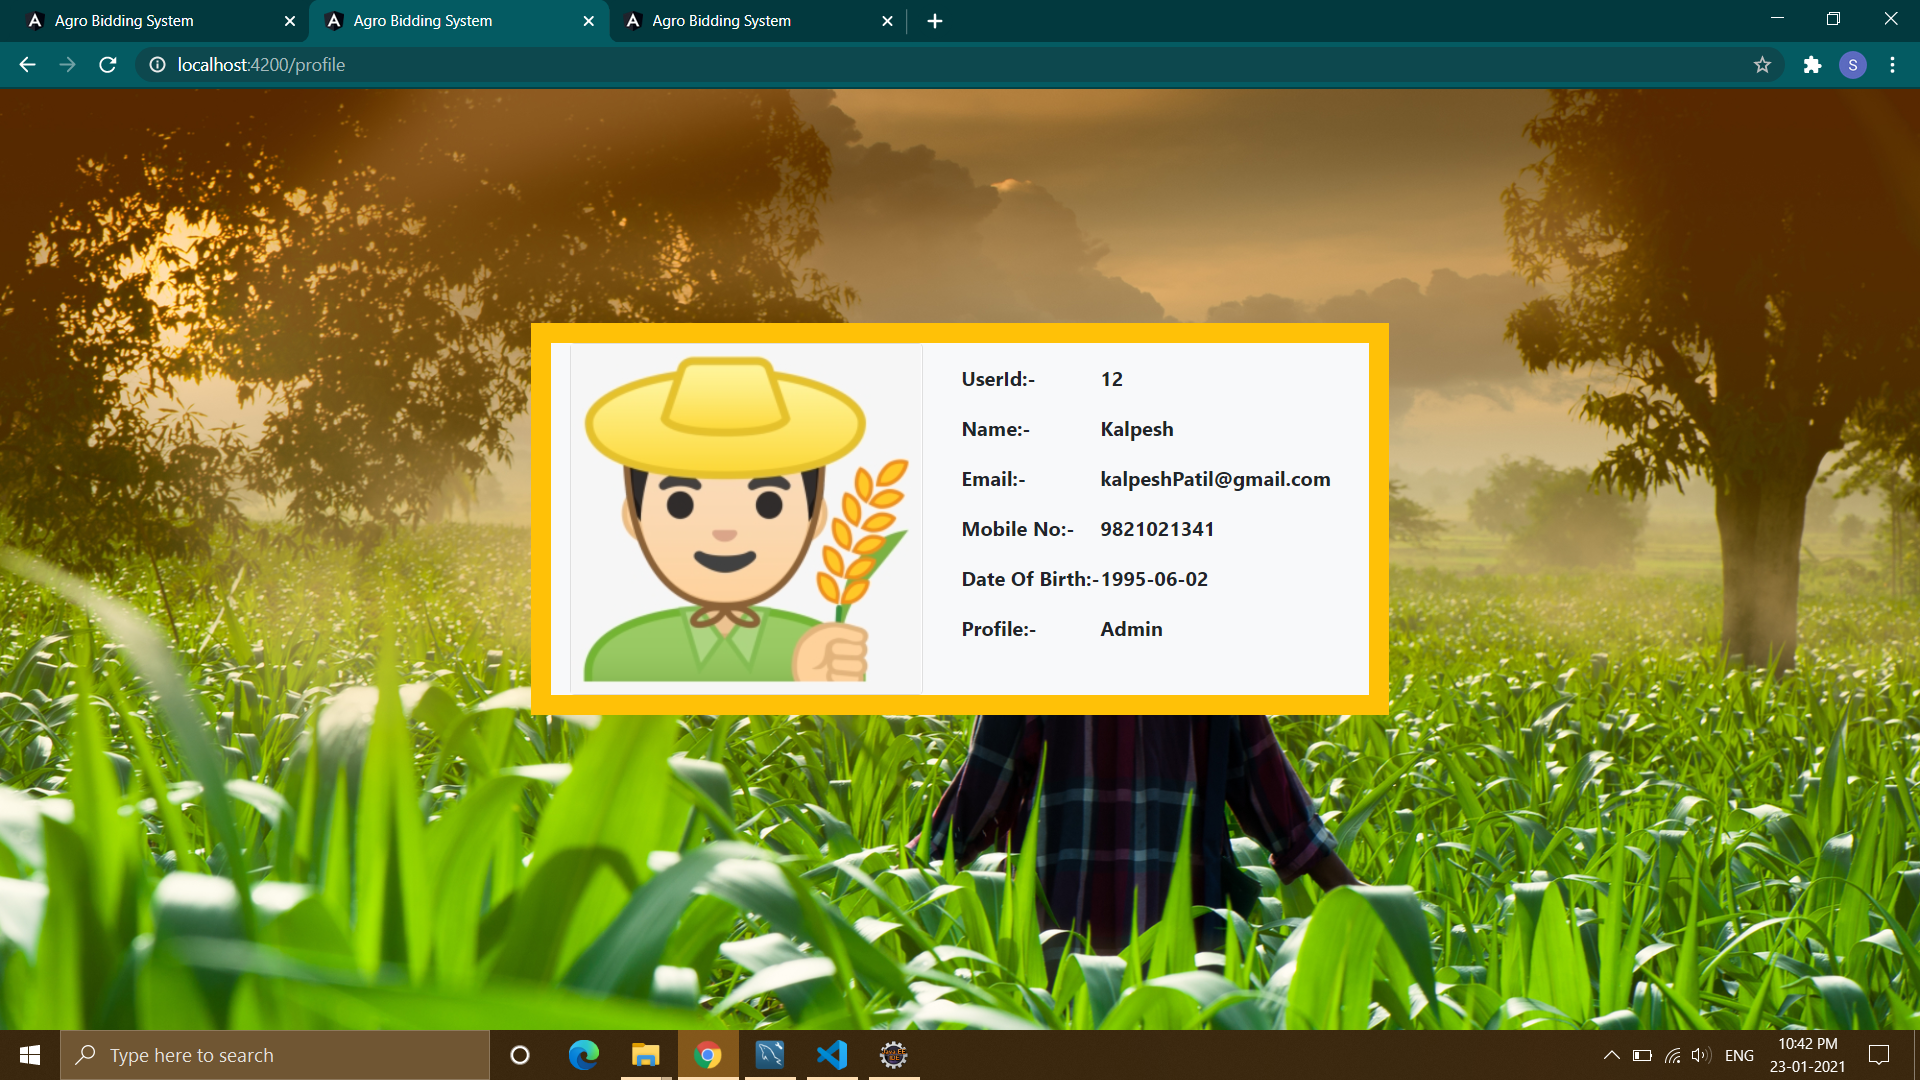 Agro Bidding System
Agro Bidding System
Agro Bidding System
localhost:4200/profile
S
UserId:- 12
Name:- Kalpesh
Email:- kalpeshPatil@gmail.com
Mobile No:- 9821021341
Date Of Birth:- 1995-06-02
Profile:- Admin
Type here to search
ENG
10:42 PM
23-01-2021